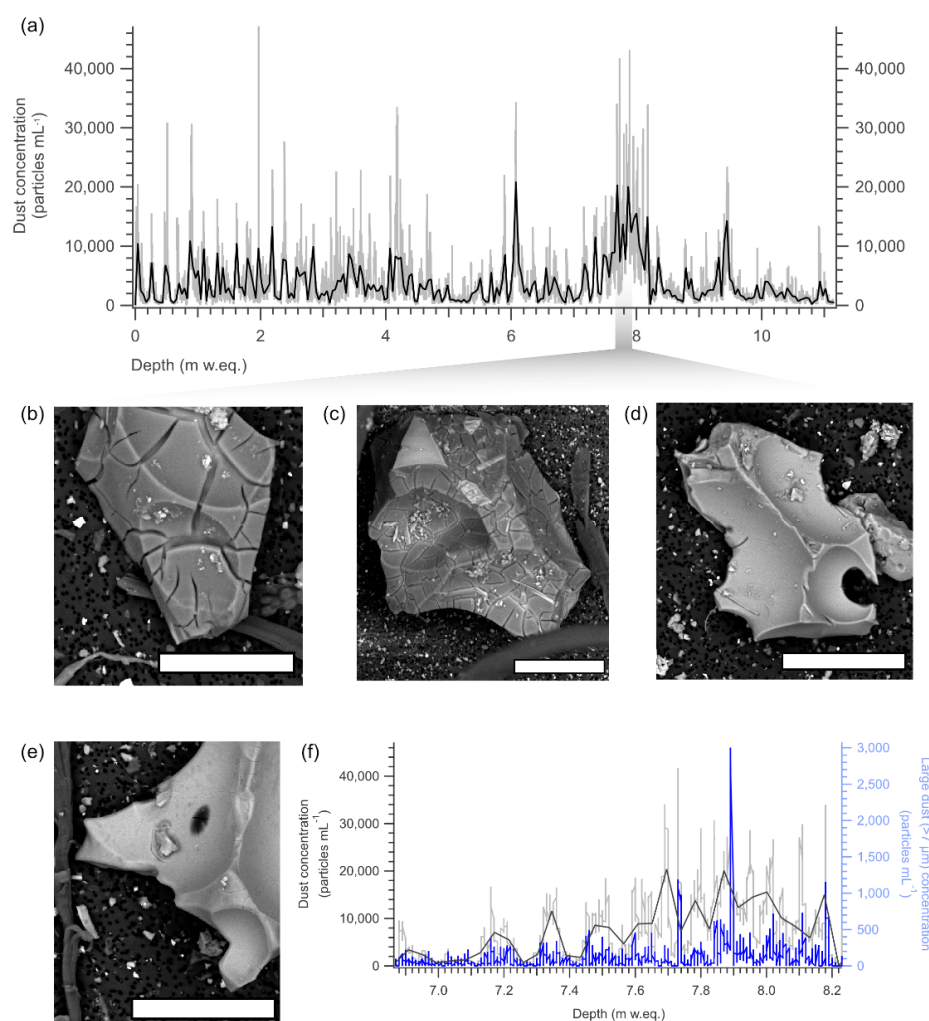 (a)
Dust concentration
(particles mL-1)
40,000
30,000
20,000
10,000
0
40,000
30,000
20,000
10,000
0
0 2 4 6 8 10
Depth (m w.eq.)
(b) (c) (d)
(e) (f)
Dust concentration
(particles mL-1)
40,000
30,000
20,000
10,000
0
3,000
2,500
2,000
1,500
1,000
500
0
Large dust (> µm) concentration
(particles mL-1)
7.0 7.2 7.4 7.6 7.8 8.0 8.2
Depth (m w.eq.)